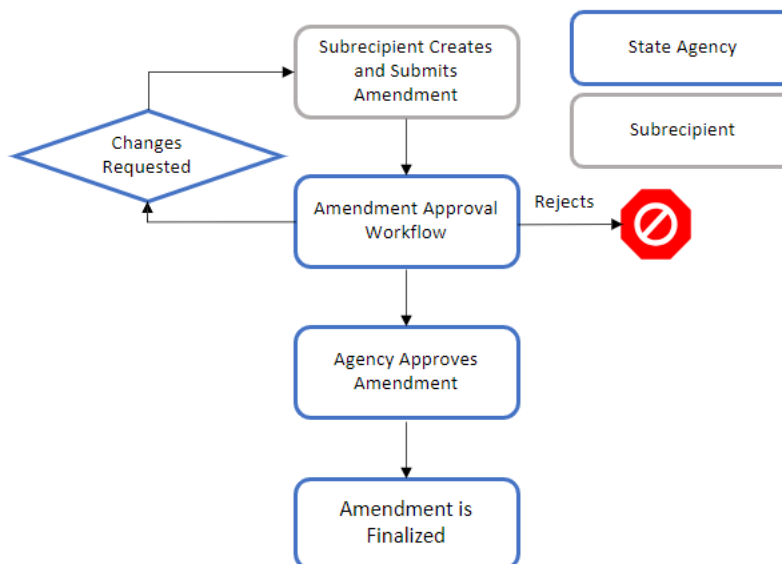 Subrecipient Creates
and Submits
Amendment
State Agency
Subrecipient
Changes
Requested
Amendment Approval
Workflow
Rejects
Agency Approves
Amendment
Amendment is
Finalized